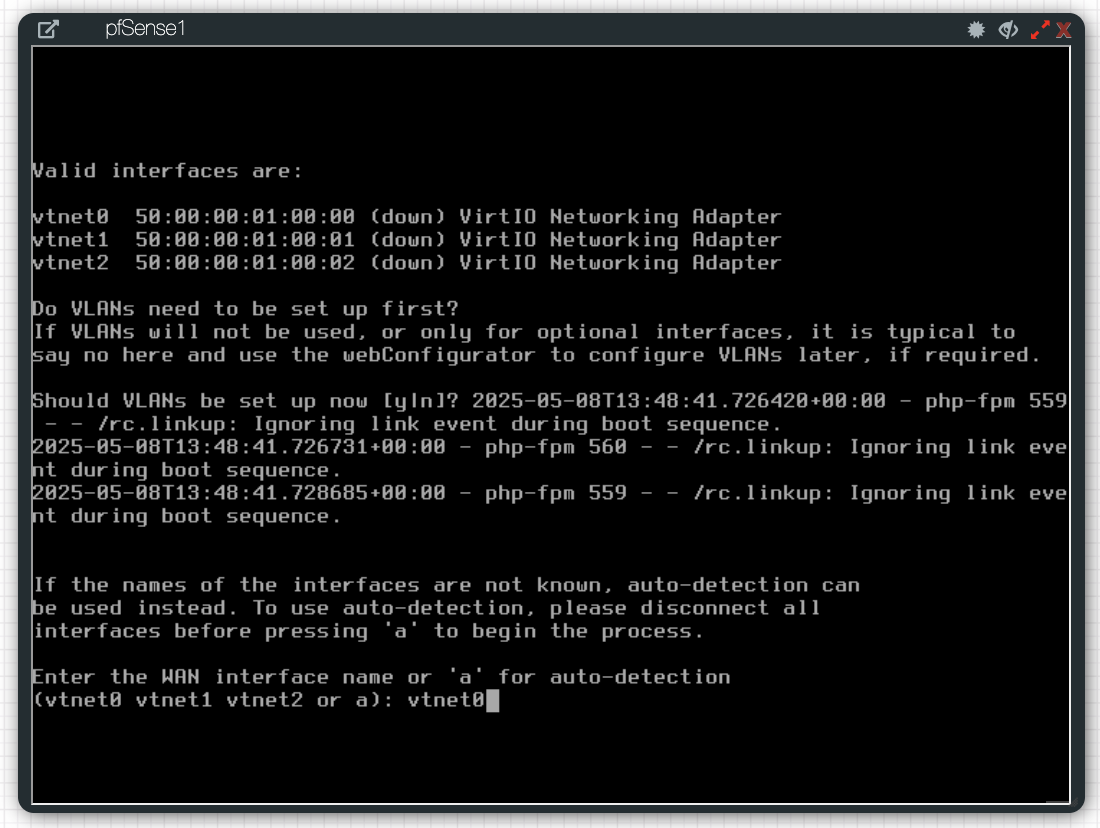 pfSense1
Valid interfaces are:
vtnet0  50:00:00:01:00:00 (down) VirtIO Networking Adapter
vtnet1  50:00:00:01:00:01 (down) VirtIO Networking Adapter
vtnet2  50:00:00:01:00:02 (down) VirtIO Networking Adapter
Do VLANs need to be set up first?
If VLANs will not be used, or only for optional interfaces, it is typical to
say no here and use the webConfigurator to configure VLANs later, if required.
Should VLANs be set up now [y|n]? 2025-05-08T13:48:41.726420+00:00 - php-fpm 559
 - - /rc.linkup: Ignoring link event during boot sequence.
2025-05-08T13:48:41.726731+00:00 - php-fpm 560 - - /rc.linkup: Ignoring link eve
nt during boot sequence.
2025-05-08T13:48:41.728685+00:00 - php-fpm 559 - - /rc.linkup: Ignoring link eve
nt during boot sequence.
If the names of the interfaces are not known, auto-detection can
be used instead. To use auto-detection, please disconnect all
interfaces before pressing 'a' to begin the process.
Enter the WAN interface name or 'a' for auto-detection
(vtnet0 vtnet1 vtnet2 or a): vtnet0